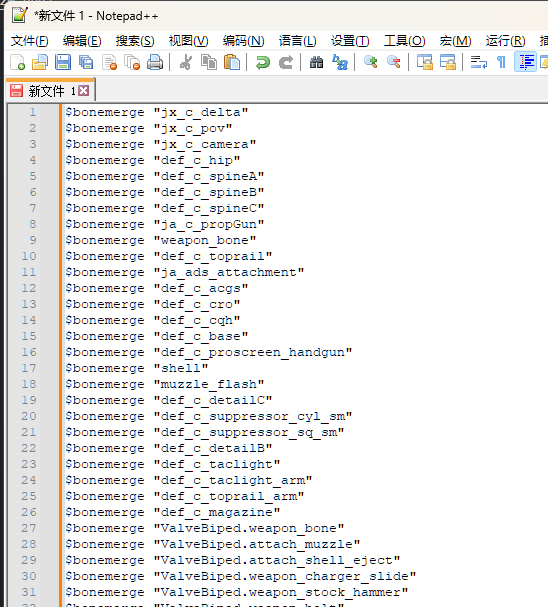 *新文件 1 - Notepad++
文件(F) 编辑(E) 搜索(S) 视图(V) 编码(N) 语言(L) 设置(T) 工具(O) 宏(M) 运行(R)
新文件 1
1 $bonemerge "jx_c_delta"
2 $bonemerge "jx_c_pov"
3 $bonemerge "jx_c_camera"
4 $bonemerge "def_c_hip"
5 $bonemerge "def_c_spineA"
6 $bonemerge "def_c_spineB"
7 $bonemerge "def_c_spineC"
8 $bonemerge "ja_c_propGun"
9 $bonemerge "weapon_bone"
10 $bonemerge "def_c_toprail"
11 $bonemerge "ja_ads_attachment"
12 $bonemerge "def_c_acgs"
13 $bonemerge "def_c_cro"
14 $bonemerge "def_c_cqh"
15 $bonemerge "def_c_base"
16 $bonemerge "def_c_proscreen_handgun"
17 $bonemerge "shell"
18 $bonemerge "muzzle_flash"
19 $bonemerge "def_c_detailC"
20 $bonemerge "def_c_suppressor_cyl_sm"
21 $bonemerge "def_c_suppressor_sq_sm"
22 $bonemerge "def_c_detailB"
23 $bonemerge "def_c_taclight"
24 $bonemerge "def_c_taclight_arm"
25 $bonemerge "def_c_toprail_arm"
26 $bonemerge "def_c_magazine"
27 $bonemerge "ValveBiped.weapon_bone"
28 $bonemerge "ValveBiped.attach_muzzle"
29 $bonemerge "ValveBiped.attach_shell_eject"
30 $bonemerge "ValveBiped.weapon_charger_slide"
31 $bonemerge "ValveBiped.weapon_stock_hammer"